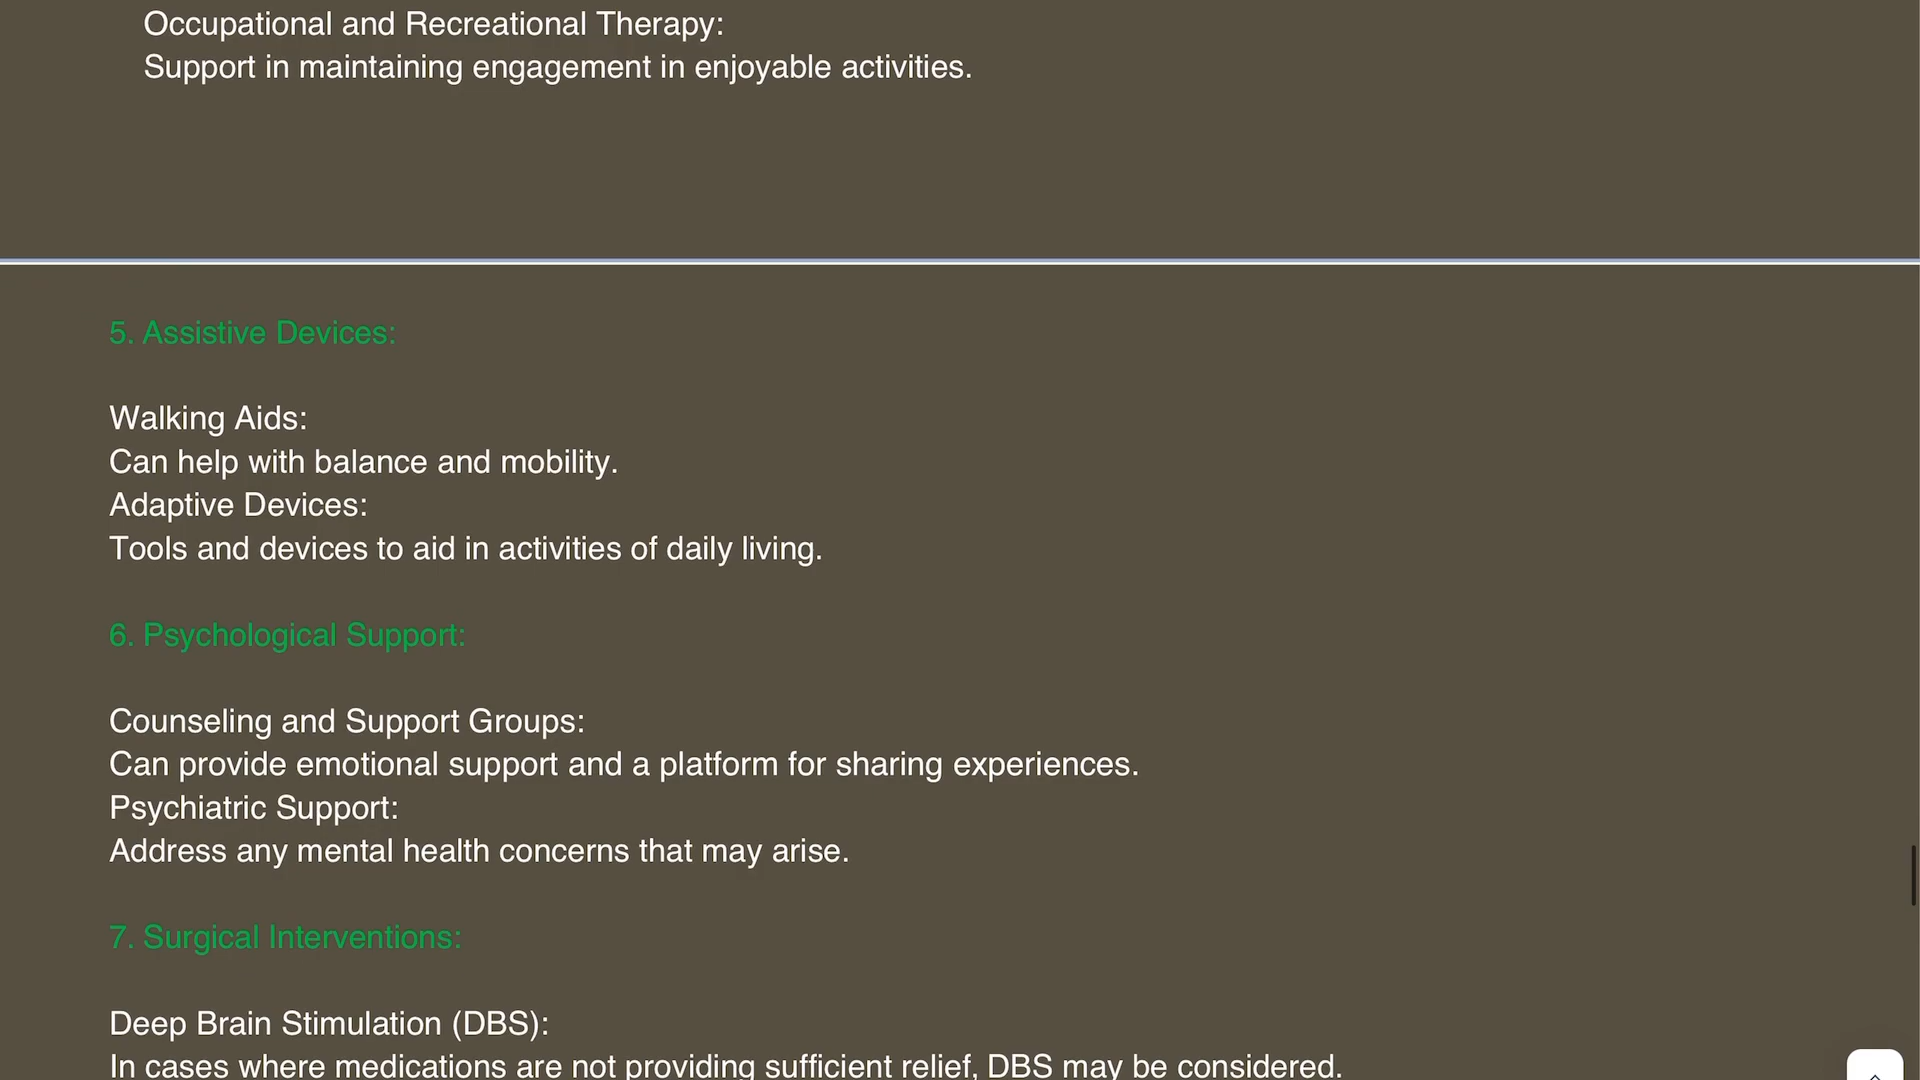 Occupational and Recreational Therapy:
Support in maintaining engagement in enjoyable activities.
5. Assistive Devices:
Walking Aids:
Can help with balance and mobility.
Adaptive Devices:
Tools and devices to aid in activities of daily living.
6. Psychological Support:
Counseling and Support Groups:
Can provide emotional support and a platform for sharing experiences.
Psychiatric Support:
Address any mental health concerns that may arise.
7. Surgical Interventions:
Deep Brain Stimulation (DBS):
In cases where medications are not providing sufficient relief, DBS may be considered.